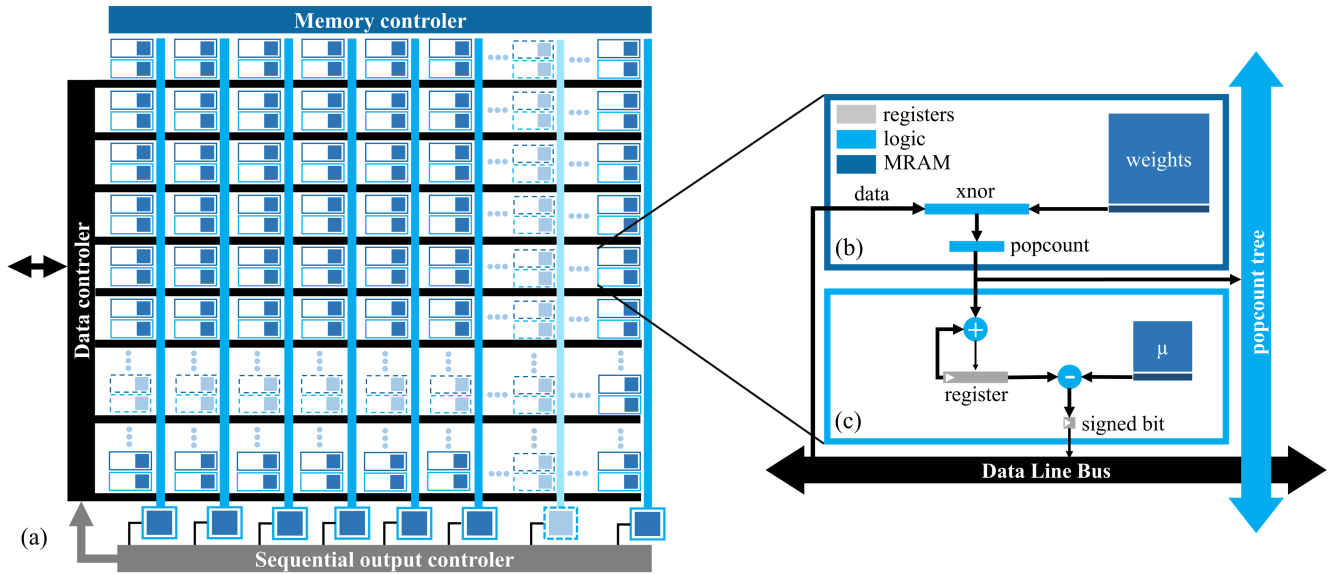 Memory controler
Data controler
Sequential output controler
(a)
registers
logic
MRAM
weights
data
xnor
popcount
(b)
+
μ
-
register
signed bit
(c)
Data Line Bus
popcount tree